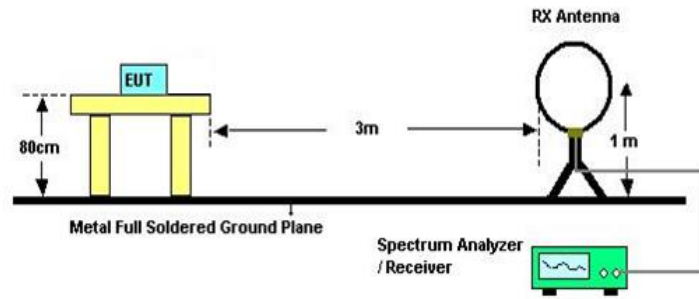 RX Antenna
EUT
3m
80cm
1 m
Metal Full Soldered Ground Plane
Spectrum Analyzer
/ Receiver